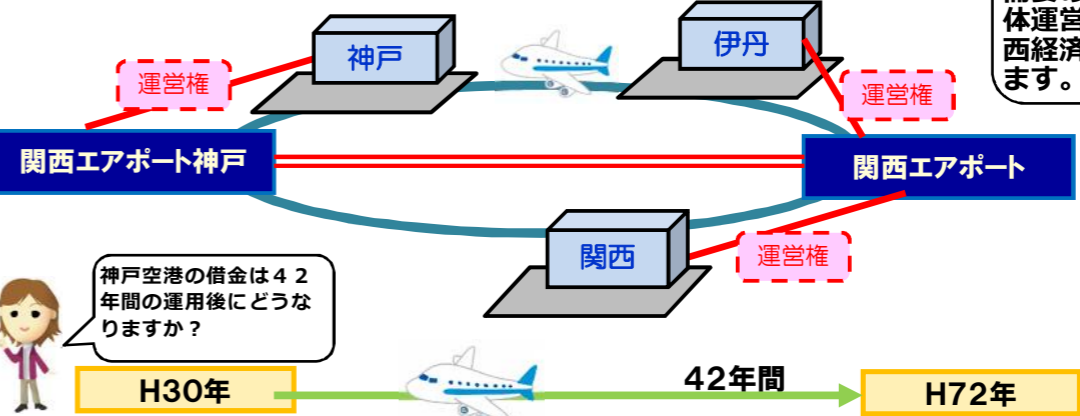 体運営
西経済
ます。
神戸
伊丹
運営権
運営権
関西エアポート神戸
関西エアポート
関西
運営権
神戸空港の借金は４２
年間の運用後にどうな
りますか？
H30年
42年間
H72年